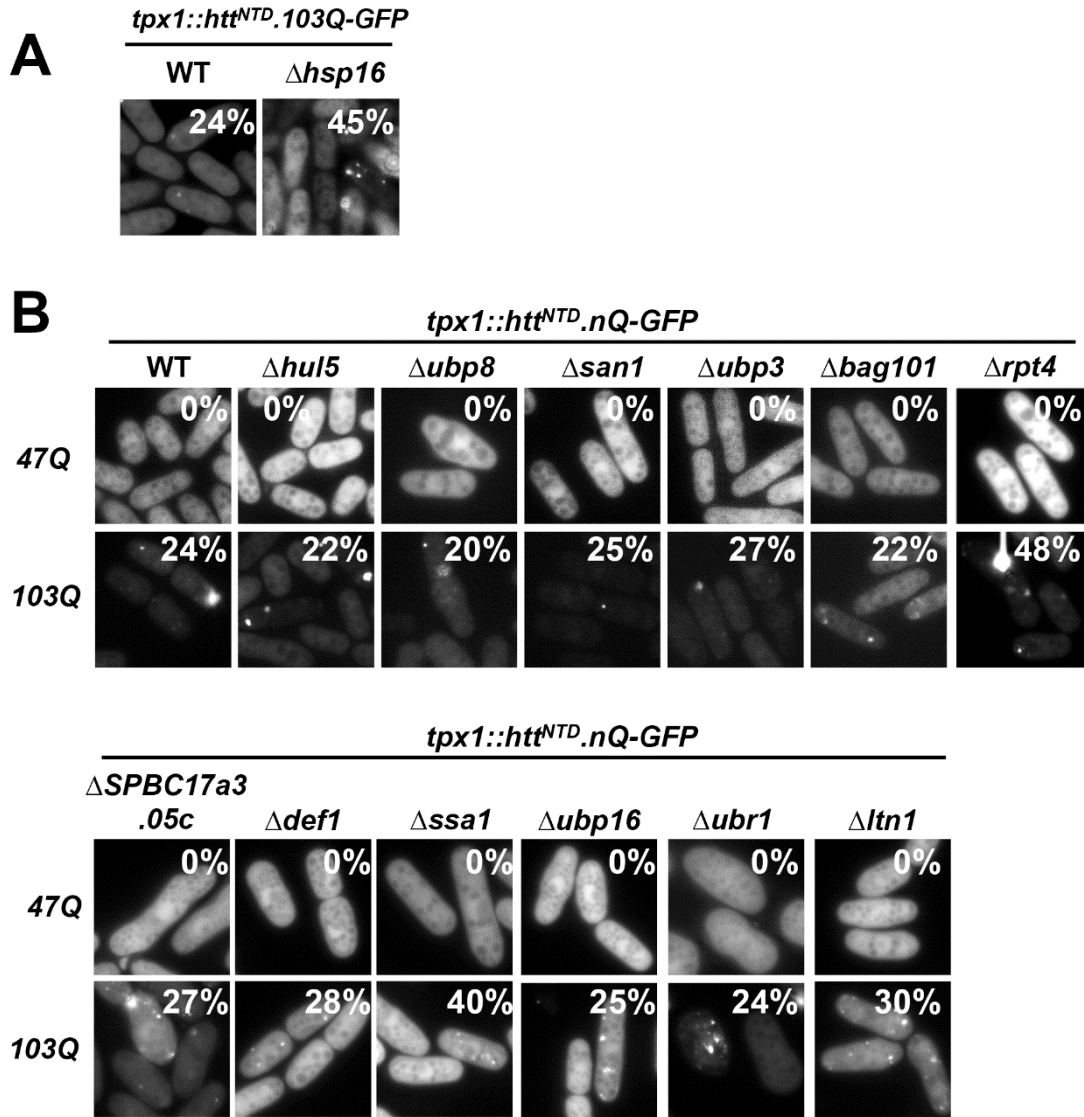 A
tpx1::htt^NTD.103Q-GFP
WT Δhsp16
24% 45%
B
tpx1::htt^NTD.nQ-GFP
WT Δhul5 Δubp8 Δsan1 Δubp3 Δbag101 Δrpt4
47Q 0% 0% 0% 0% 0% 0% 0%
103Q 24% 22% 20% 25% 27% 22% 48%
tpx1::htt^NTD.nQ-GFP
ΔSPBC17a3
.05c Δdef1 Δssa1 Δubp16 Δubr1 Δltn1
47Q 0% 0% 0% 0% 0% 0%
103Q 27% 28% 40% 25% 24% 30%